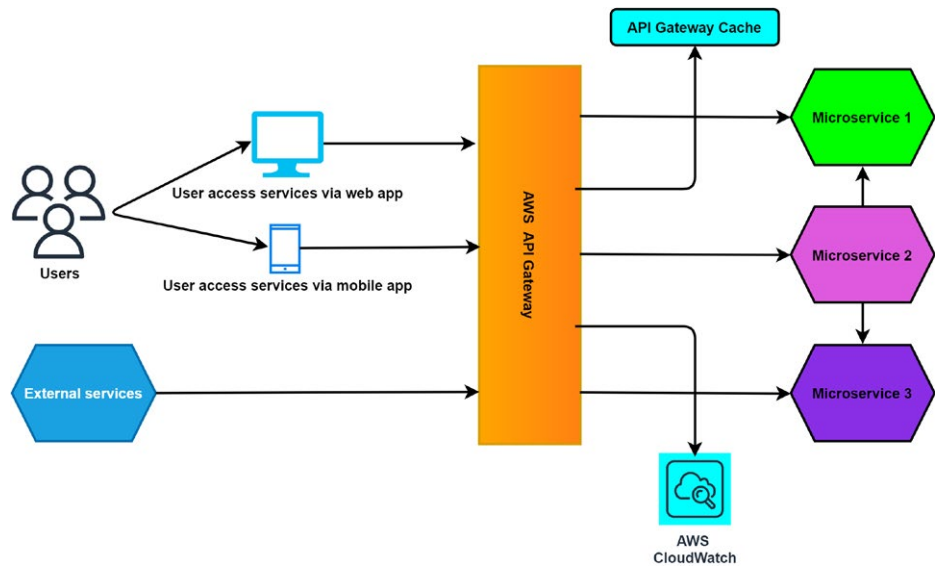 API Gateway Cache
Microservice 1
User access services via web app
AWS API Gateway
Microservice 2
Users
User access services via mobile app
External services
Microservice 3
AWS
CloudWatch